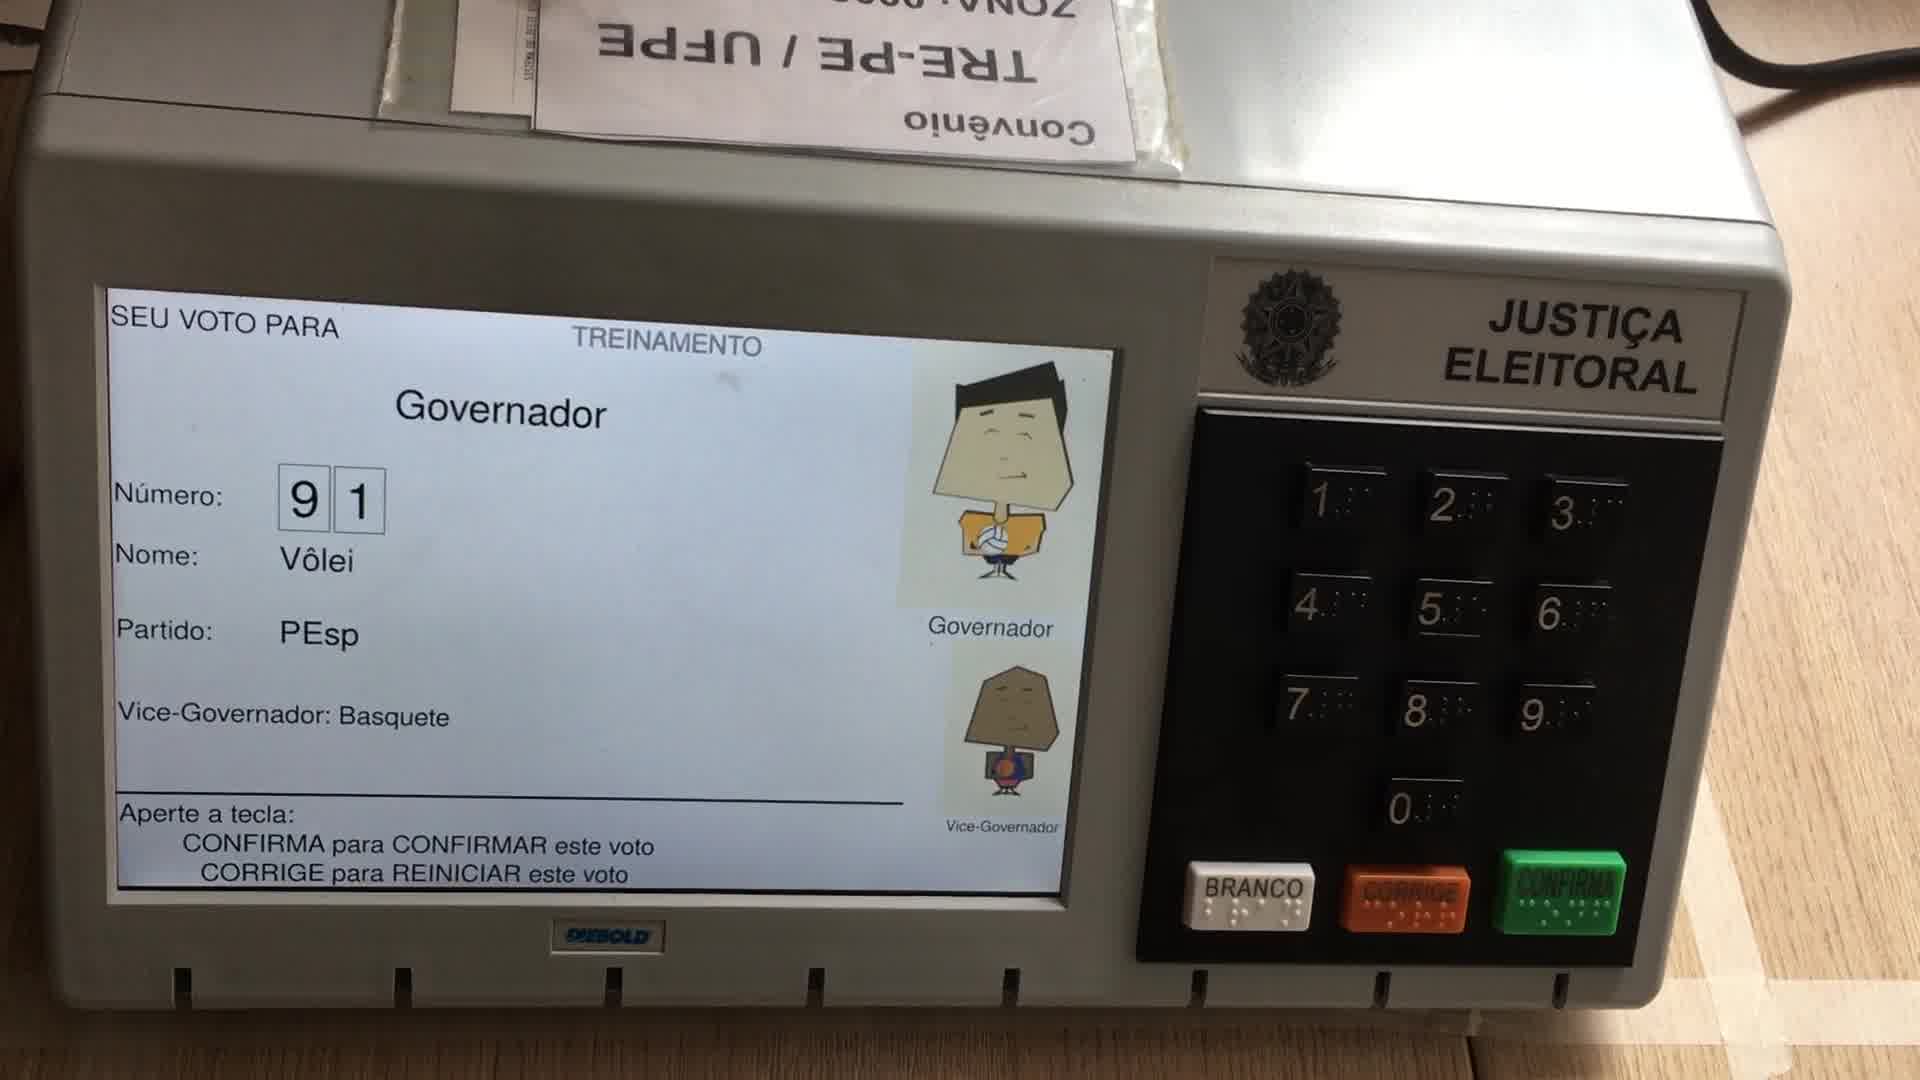 ZONA: 000
TRE-PE / UFPE
Convênio
SEU VOTO PARA
TREINAMENTO
Governador
Número: 9 1
Nome: Vôlei
Partido: PEsp
Vice-Governador: Basquete
Governador
Vice-Governador
Aperte a tecla:
CONFIRMA para CONFIRMAR este voto
CORRIGE para REINICIAR este voto
DIEBOLD
JUSTIÇA
ELEITORAL
1 2 3
4 5 6
7 8 9
0
BRANCO CORRIGE CONFIRMA